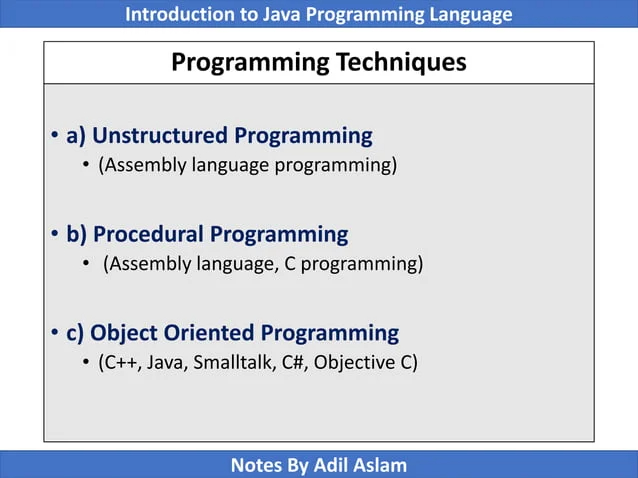 Introduction to Java Programming Language
Programming Techniques
• a) Unstructured Programming
• (Assembly language programming)
• b) Procedural Programming
• (Assembly language, C programming)
• c) Object Oriented Programming
• (C++, Java, Smalltalk, C#, Objective C)
Notes By Adil Aslam